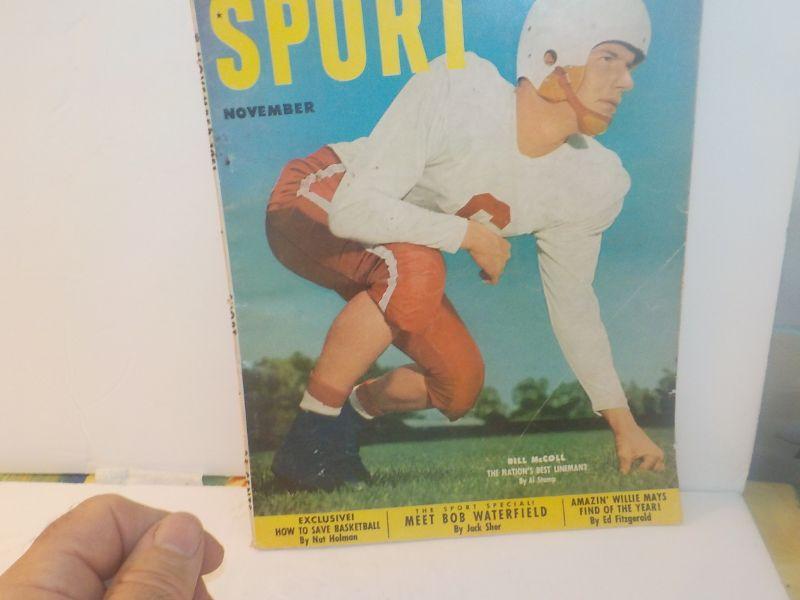 SPORT
NOVEMBER
BILL McCOLL
THE NATION'S BEST LINEMAN?
By Al Stump
EXCLUSIVE!
HOW TO SAVE BASKETBALL
By Nat Holman
THE SPORT SPECIAL!
MEET BOB WATERFIELD
By Jack Sher
AMAZIN' WILLIE MAYS
FIND OF THE YEAR!
By Ed Fitzgerald